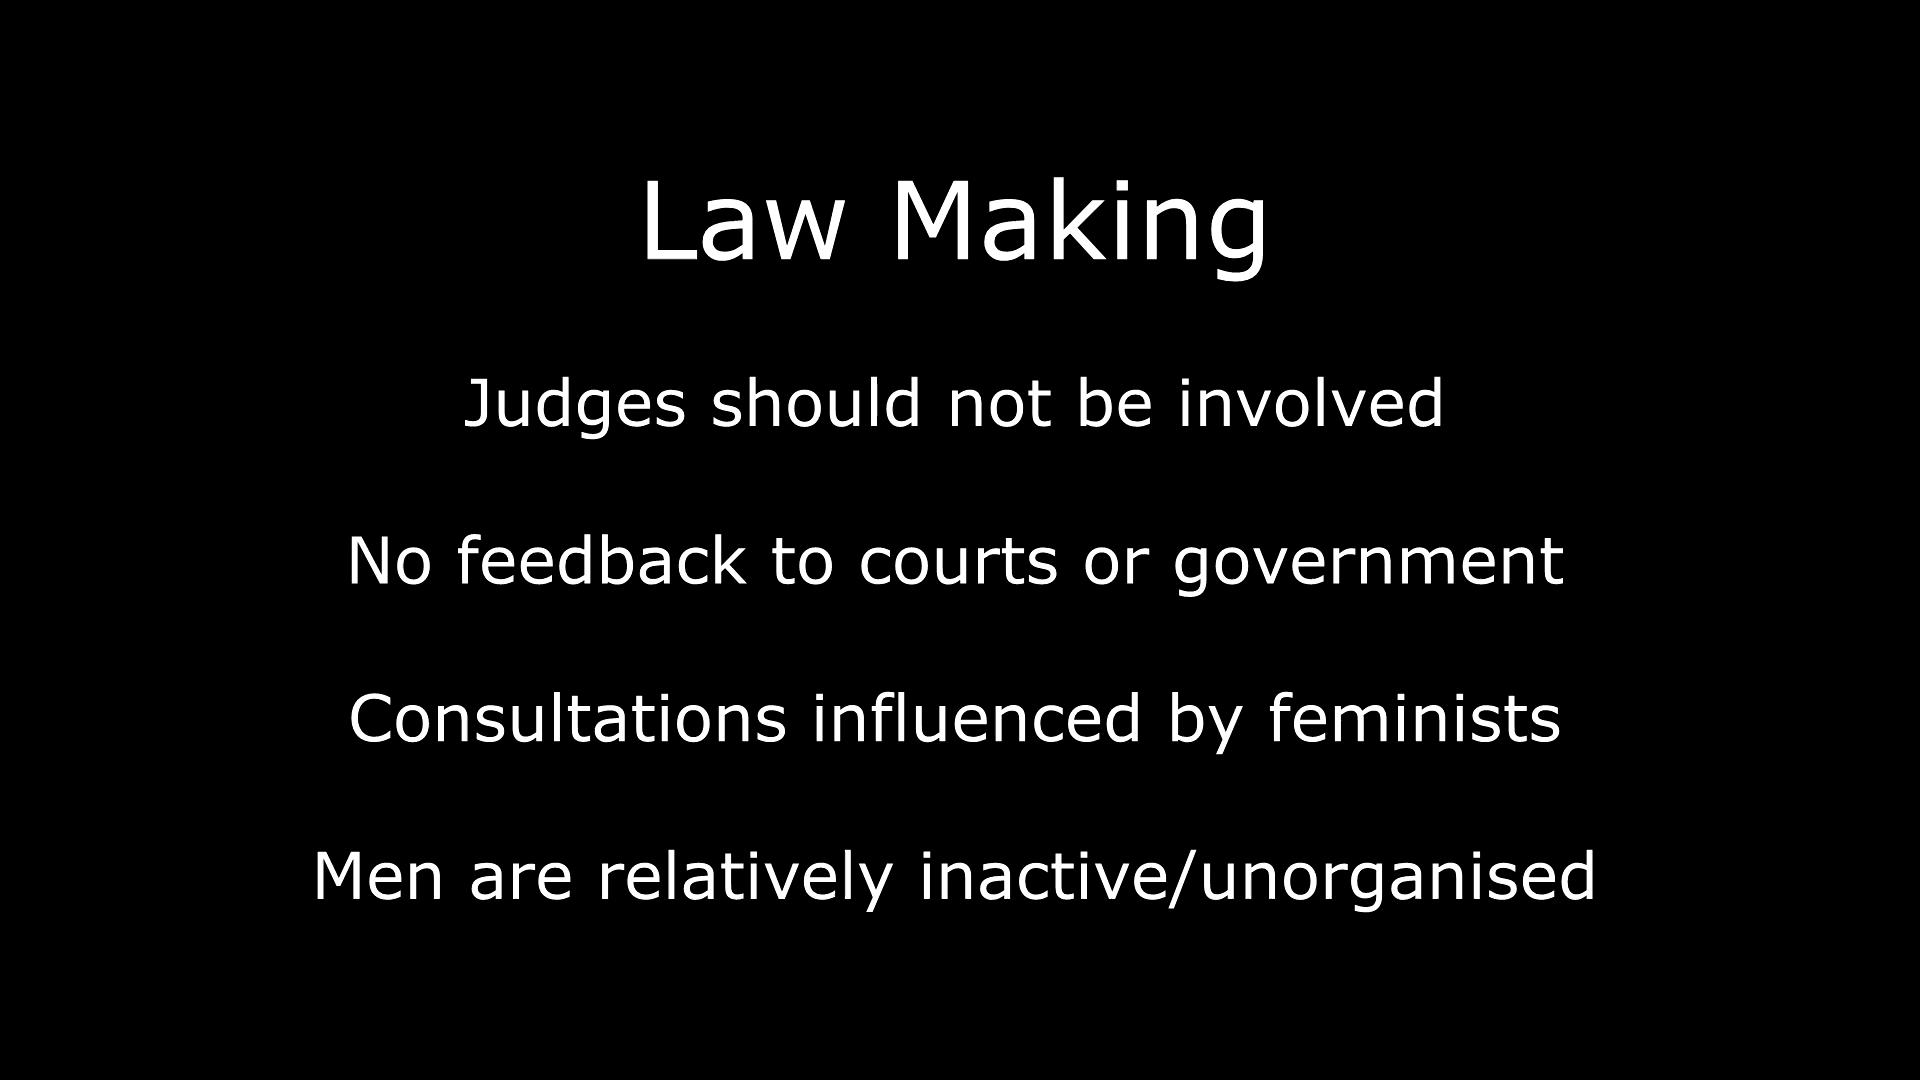 Law Making
Judges should not be involved
No feedback to courts or government
Consultations influenced by feminists
Men are relatively inactive/unorganised